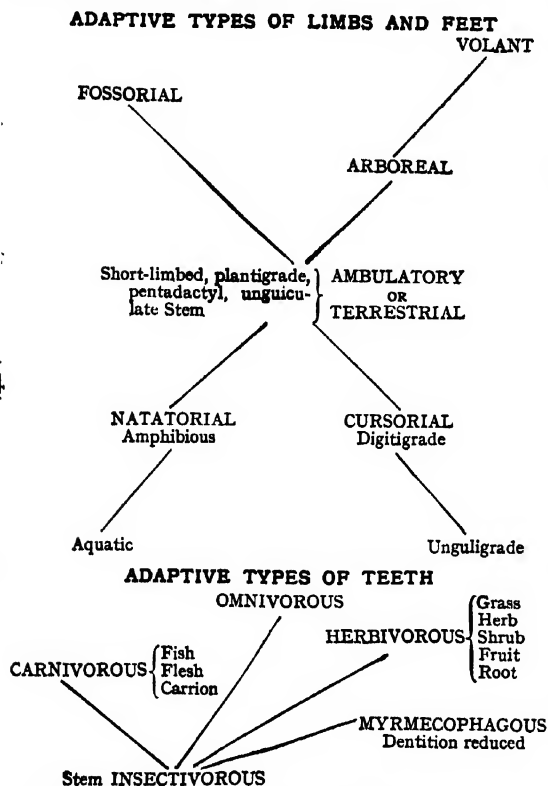 ADAPTIVE TYPES OF LIMBS AND FEET
VOLANT
FOSSORIAL
ARBOREAL
Short-limbed, plantigrade,
pentadactyl, unguicu-
late Stem
AMBULATORY
OR
TERRESTRIAL
NATATORIAL
Amphibious
CURSORIAL
Digitigrade
Aquatic
Unguligrade
ADAPTIVE TYPES OF TEETH
OMNIVOROUS
Grass
Herb
HERBIVOROUS Shrub
Fruit
Root
Fish
CARNIVOROUS Flesh
Carrion
MYRMECOPHAGOUS
Dentition reduced
Stem INSECTIVOROUS